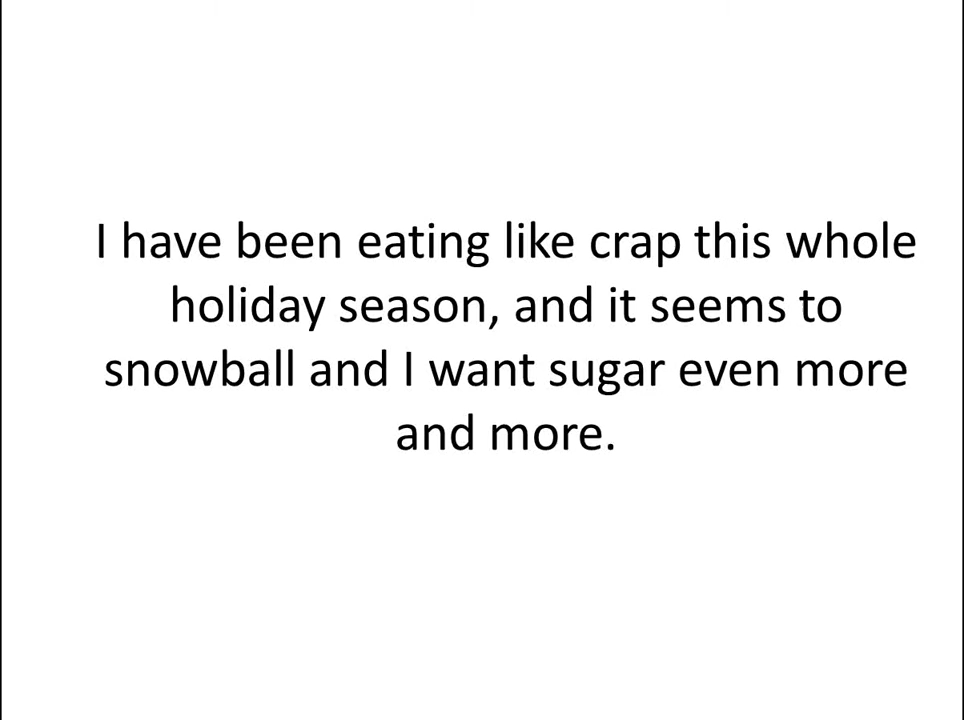 I have been eating like crap this whole
holiday season, and it seems to
snowball and I want sugar even more
and more.